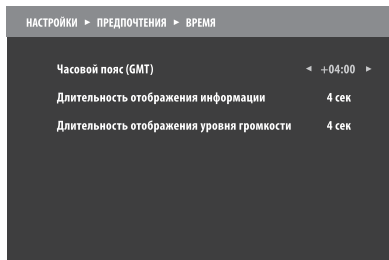 НАСТРОЙКИ ► ПРЕДПОЧТЕНИЯ ► ВРЕМЯ
Часовой пояс (GMT) ◄ +04:00 ►
Длительность отображения информации 4 сек
Длительность отображения уровня громкости 4 сек